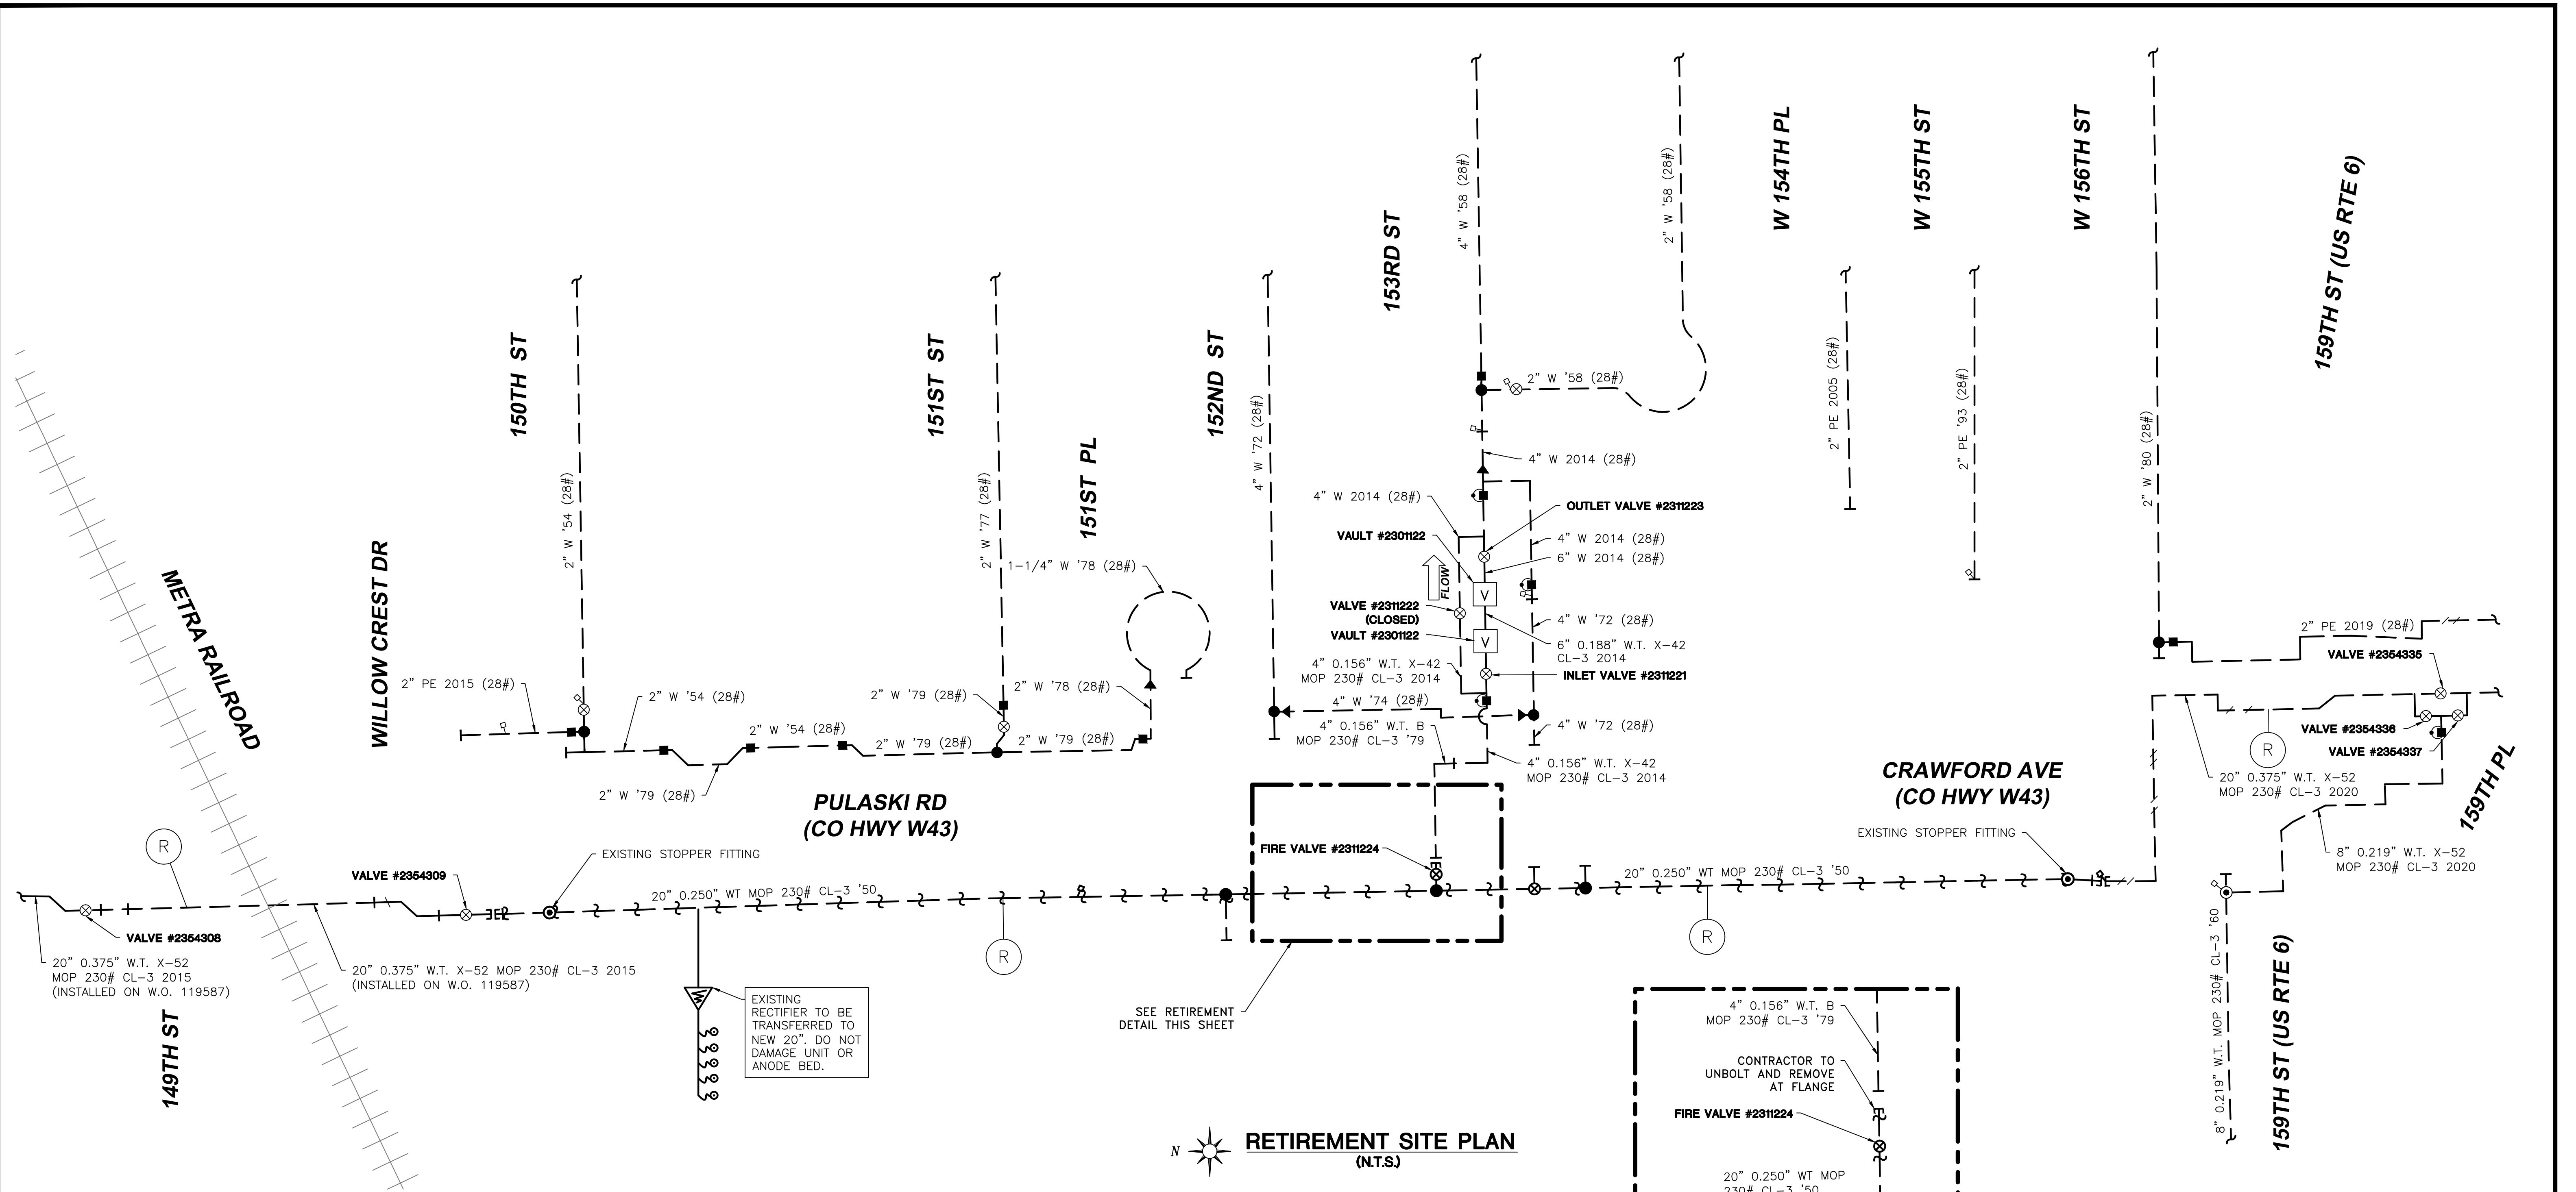 METRA RAILROAD
149TH ST
WILLOW CREST DR
150TH ST
151ST ST
151ST PL
152ND ST
153RD ST
W 154TH PL
W 155TH ST
W 156TH ST
159TH ST (US RTE 6)
159TH PL
159TH ST (US RTE 6)
PULASKI RD
(CO HWY W43)
CRAWFORD AVE
(CO HWY W43)
R
VALVE #2354308
20" 0.375" W.T. X-52
MOP 230# CL-3 2015
(INSTALLED ON W.O. 119587)
20" 0.375" W.T. X-52 MOP 230# CL-3 2015
(INSTALLED ON W.O. 119587)
VALVE #2354309
EXISTING STOPPER FITTING
2" PE 2015 (28#)
2" W '54 (28#)
2" W '54 (28#)
2" W '79 (28#)
2" W '54 (28#)
2" W '79 (28#)
2" W '79 (28#)
2" W '77 (28#)
2" W '79 (28#)
2" W '78 (28#)
1-1/4" W '78 (28#)
20" 0.250" WT MOP 230# CL-3 '50
R
EXISTING
RECTIFIER TO BE
TRANSFERRED TO
NEW 20". DO NOT
DAMAGE UNIT OR
ANODE BED.
4" W '72 (28#)
4" W '58 (28#)
2" W '58 (28#)
2" W '58 (28#)
4" W 2014 (28#)
4" W 2014 (28#)
OUTLET VALVE #2311223
VAULT #2301122
4" W 2014 (28#)
6" W 2014 (28#)
FLOW
V
VALVE #2311222
(CLOSED)
VAULT #2301122
V
4" W '72 (28#)
6" 0.188" W.T. X-42
CL-3 2014
4" 0.156" W.T. X-42
MOP 230# CL-3 2014
INLET VALVE #2311221
4" W '74 (28#)
4" 0.156" W.T. B
MOP 230# CL-3 '79
4" W '72 (28#)
4" 0.156" W.T. X-42
MOP 230# CL-3 2014
FIRE VALVE #2311224
SEE RETIREMENT
DETAIL THIS SHEET
2" PE 2005 (28#)
2" PE '93 (28#)
2" W '80 (28#)
20" 0.250" WT MOP 230# CL-3 '50
R
EXISTING STOPPER FITTING
2" PE 2019 (28#)
VALVE #2354335
VALVE #2354336
VALVE #2354337
R
20" 0.375" W.T. X-52
MOP 230# CL-3 2020
8" 0.219" W.T. X-52
MOP 230# CL-3 2020
8" 0.219" W.T. MOP 230# CL-3 '60
4" 0.156" W.T. B
MOP 230# CL-3 '79
CONTRACTOR TO
UNBOLT AND REMOVE
AT FLANGE
FIRE VALVE #2311224
20" 0.250" WT MOP
230# CL-3 '50
N
RETIREMENT SITE PLAN
(N.T.S.)